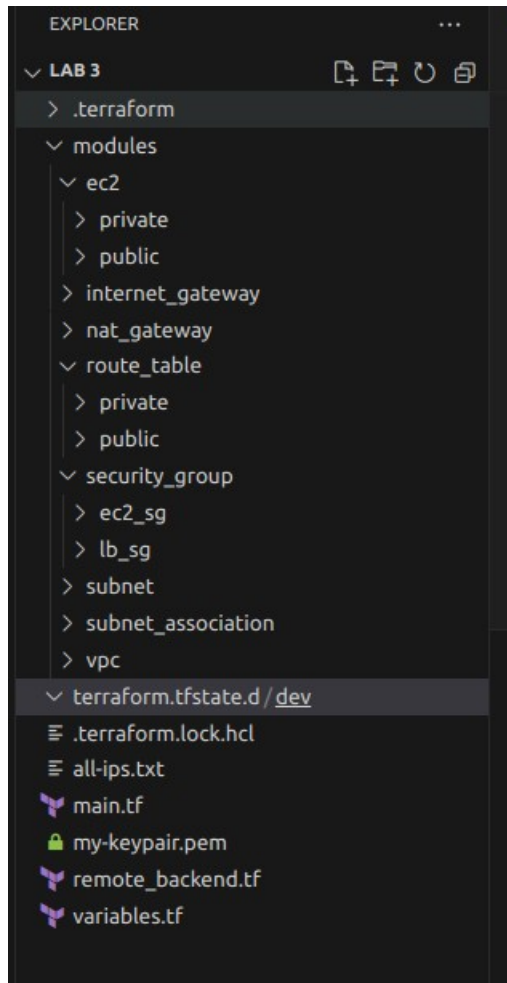 EXPLORER
LAB 3
.terraform
modules
ec2
private
public
internet_gateway
nat_gateway
route_table
private
public
security_group
ec2_sg
lb_sg
subnet
subnet_association
vpc
terraform.tfstate.d / dev
.terraform.lock.hcl
all-ips.txt
main.tf
my-keypair.pem
remote_backend.tf
variables.tf